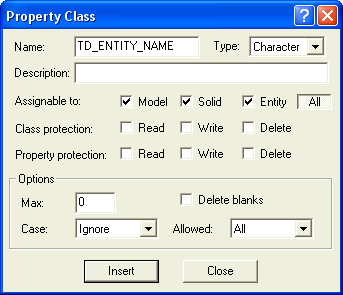 Property Class
Name: TD_ENTITY_NAME Type: Character
Description:
Assignable to: Model Solid Entity All
Class protection: Read Write Delete
Property protection: Read Write Delete
Options
Max: 0 Delete blanks
Case: Ignore Allowed: All
Insert Close